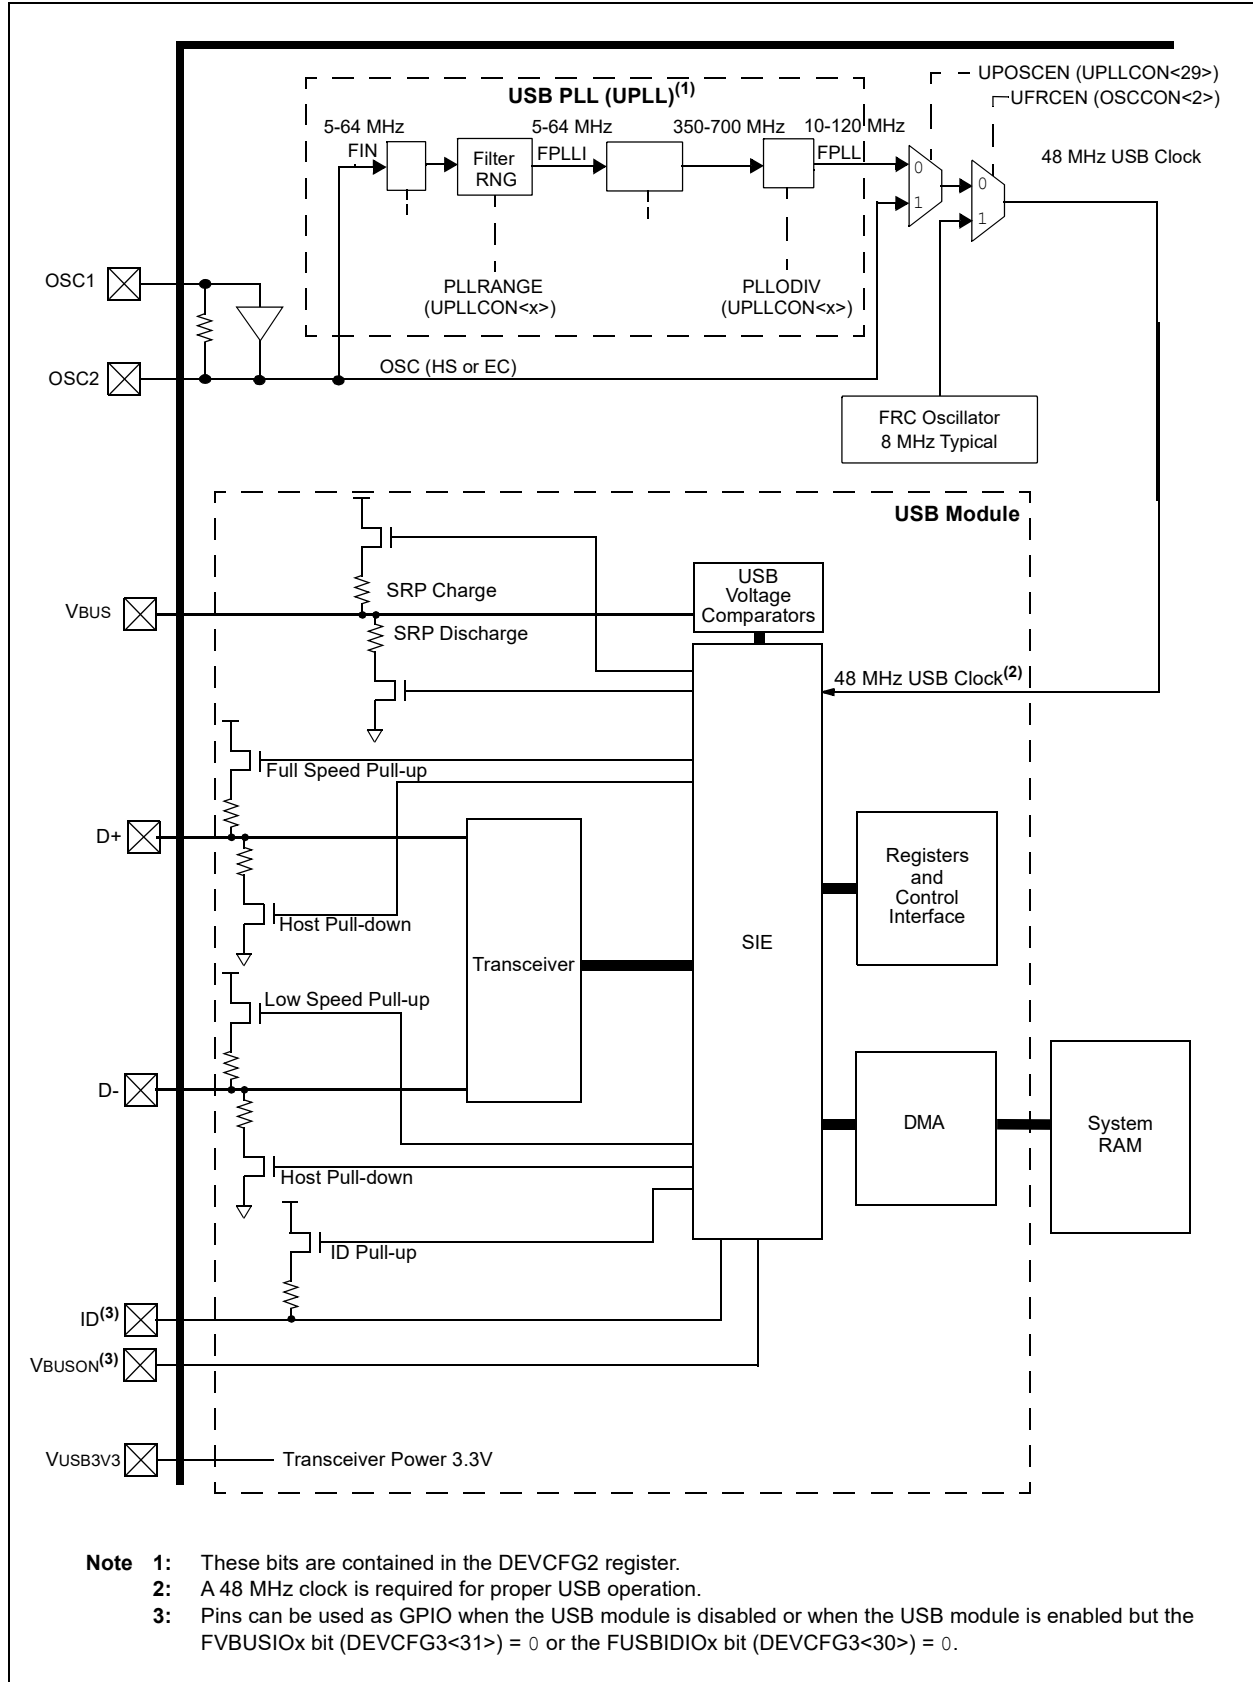 USB PLL (UPLL)(1)
UPOSCEN (UPLLCON<29>)
UFRCEN (OSCCON<2>)
5-64 MHz
5-64 MHz
350-700 MHz
10-120 MHz
FIN
Filter
RNG
FPLLI
FPLL
48 MHz USB Clock
0
1
0
1
PLLRANGE
(UPLLCON<x>)
PLLODIV
(UPLLCON<x>)
OSC1
OSC2
OSC (HS or EC)
FRC Oscillator
8 MHz Typical
USB Module
SRP Charge
SRP Discharge
VBUS
USB
Voltage
Comparators
48 MHz USB Clock(2)
Full Speed Pull-up
D+
Host Pull-down
Registers
and
Control
Interface
SIE
Transceiver
Low Speed Pull-up
D-
DMA
System
RAM
Host Pull-down
ID Pull-up
ID(3)
VBUSON(3)
VUSB3V3
Transceiver Power 3.3V
Note 1: These bits are contained in the DEVCFG2 register.
2: A 48 MHz clock is required for proper USB operation.
3: Pins can be used as GPIO when the USB module is disabled or when the USB module is enabled but the
FVBUSIOx bit (DEVCFG3<31>) = 0 or the FUSBIDIOx bit (DEVCFG3<30>) = 0.